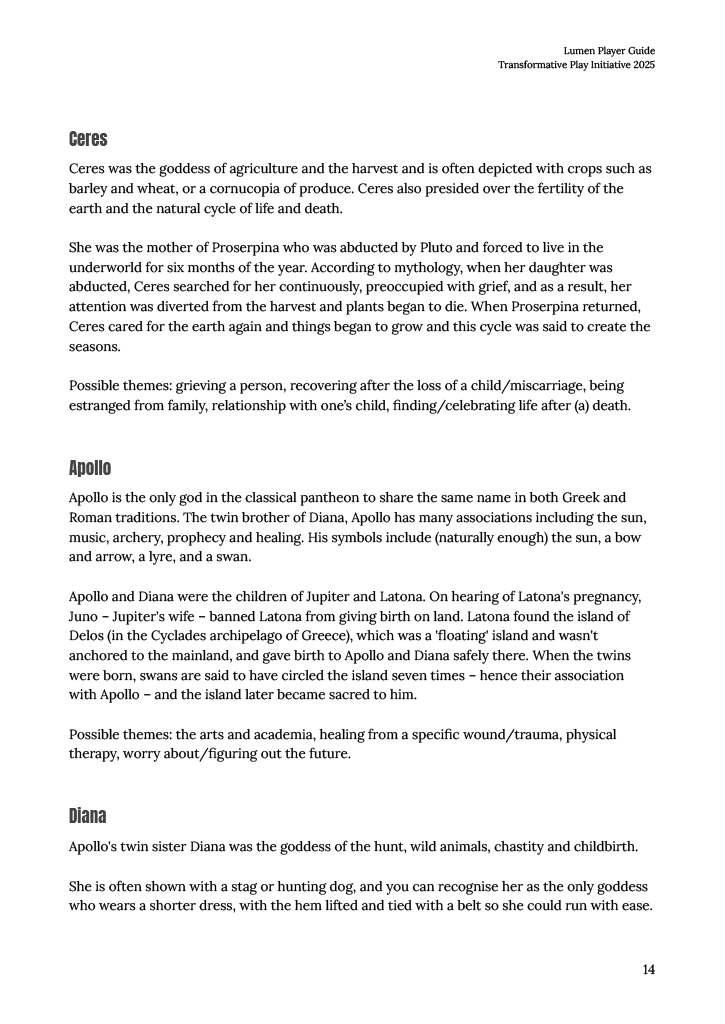 Lumen Player Guide
Transformative Play Initiative 2025
Ceres
Ceres was the goddess of agriculture and the harvest and is often depicted with crops such as
barley and wheat, or a cornucopia of produce. Ceres also presided over the fertility of the
earth and the natural cycle of life and death.
She was the mother of Proserpina who was abducted by Pluto and forced to live in the
underworld for six months of the year. According to mythology, when her daughter was
abducted, Ceres searched for her continuously, preoccupied with grief, and as a result, her
attention was diverted from the harvest and plants began to die. When Proserpina returned,
Ceres cared for the earth again and things began to grow and this cycle was said to create the
seasons.
Possible themes: grieving a person, recovering after the loss of a child/miscarriage, being
estranged from family, relationship with one’s child, finding/celebrating life after (a) death.
Apollo
Apollo is the only god in the classical pantheon to share the same name in both Greek and
Roman traditions. The twin brother of Diana, Apollo has many associations including the sun,
music, archery, prophecy and healing. His symbols include (naturally enough) the sun, a bow
and arrow, a lyre, and a swan.
Apollo and Diana were the children of Jupiter and Latona. On hearing of Latona's pregnancy,
Juno – Jupiter's wife – banned Latona from giving birth on land. Latona found the island of
Delos (in the Cyclades archipelago of Greece), which was a 'floating' island and wasn't
anchored to the mainland, and gave birth to Apollo and Diana safely there. When the twins
were born, swans are said to have circled the island seven times – hence their association
with Apollo – and the island later became sacred to him.
Possible themes: the arts and academia, healing from a specific wound/trauma, physical
therapy, worry about/figuring out the future.
Diana
Apollo's twin sister Diana was the goddess of the hunt, wild animals, chastity and childbirth.
She is often shown with a stag or hunting dog, and you can recognise her as the only goddess
who wears a shorter dress, with the hem lifted and tied with a belt so she could run with ease.
14